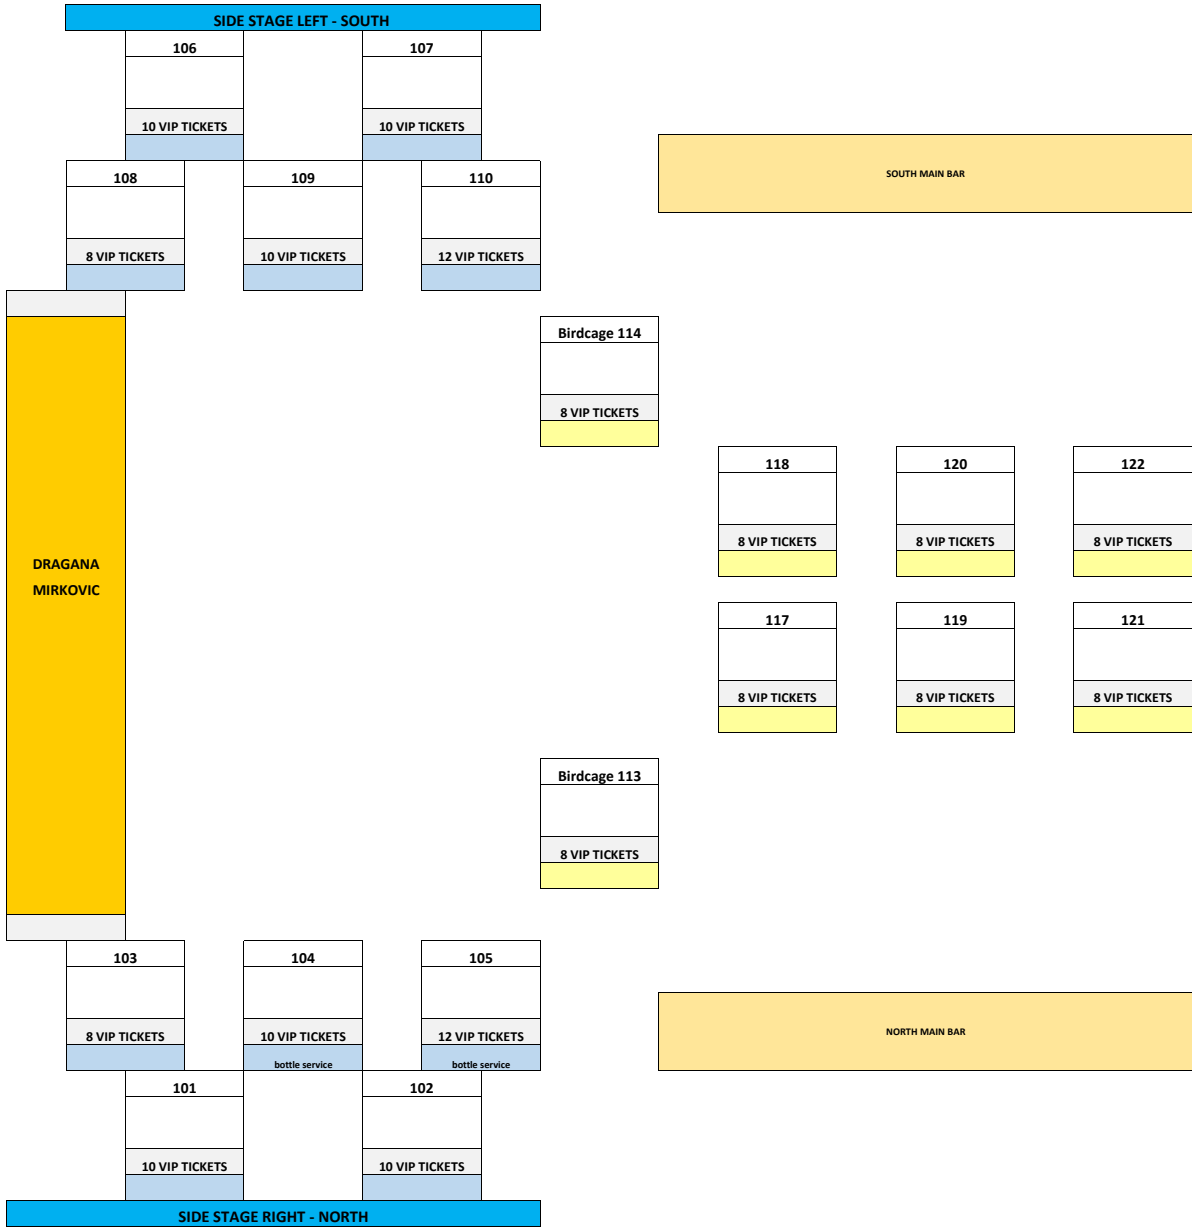 SIDE STAGE LEFT - SOUTH
106
107
10 VIP TICKETS
10 VIP TICKETS
SOUTH MAIN BAR
108
109
110
8 VIP TICKETS
10 VIP TICKETS
12 VIP TICKETS
Birdcage 114
8 VIP TICKETS
118
120
122
8 VIP TICKETS
8 VIP TICKETS
8 VIP TICKETS
DRAGANA
MIRKOVIC
117
119
121
8 VIP TICKETS
8 VIP TICKETS
8 VIP TICKETS
Birdcage 113
8 VIP TICKETS
103
104
105
8 VIP TICKETS
10 VIP TICKETS
12 VIP TICKETS
NORTH MAIN BAR
bottle service
bottle service
101
102
10 VIP TICKETS
10 VIP TICKETS
SIDE STAGE RIGHT - NORTH